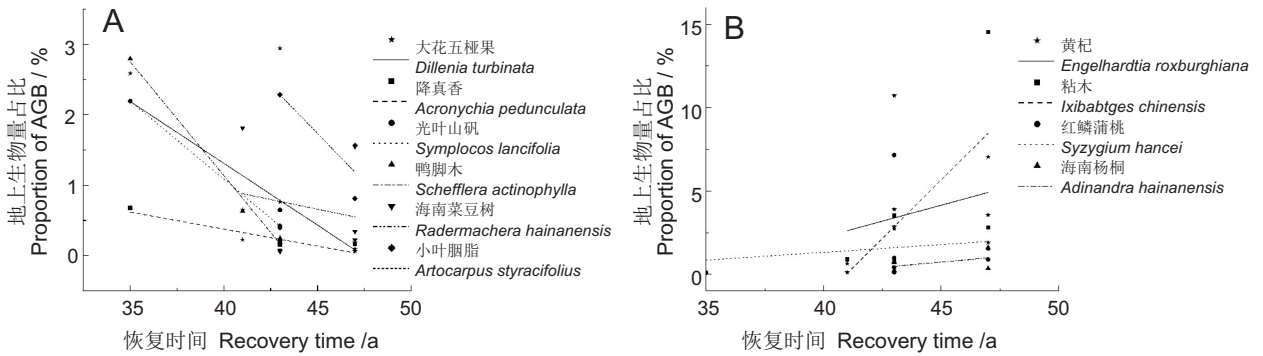 A
地上生物量占比
Proportion of AGB / %
3
2
1
0
35
40
45
50
恢复时间 Recovery time /a
大花五桠果
Dillenia turbinata
降真香
Acronychia pedunculata
光叶山矾
Symplocos lancifolia
鸭脚木
Schefflera actinophylla
海南菜豆树
Radermachera hainanensis
小叶胭脂
Artocarpus styracifolius
B
地上生物量占比
Proportion of AGB / %
15
10
5
0
35
40
45
50
恢复时间 Recovery time /a
黄杞
Engelhardtia roxburghiana
粘木
Ixibabtges chinensis
红鳞蒲桃
Syzygium hancei
海南杨桐
Adinandra hainanensis